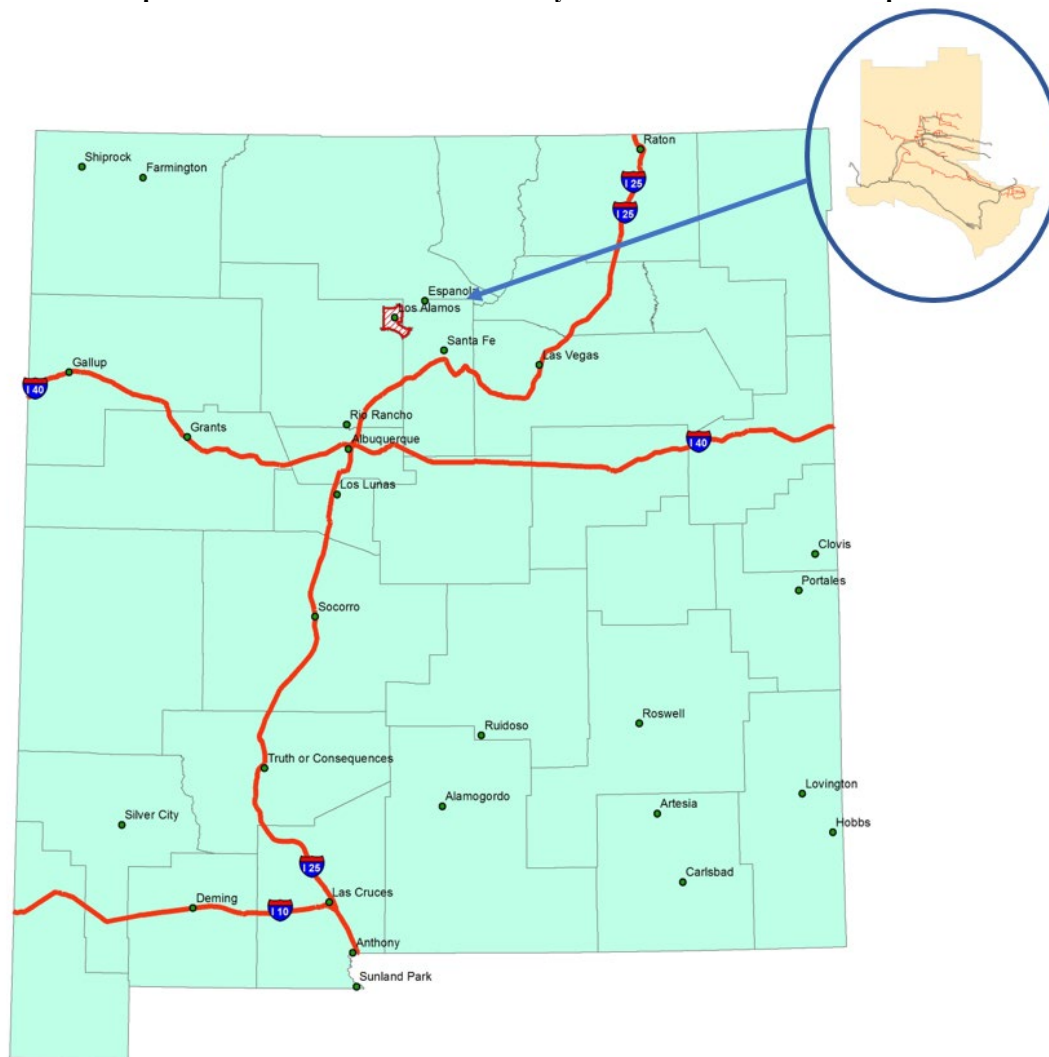 Raton
Shiprock
Farmington
I 25
I 25
Espanola
Los Alamos
Santa Fe
Las Vegas
Gallup
I 40
Rio Rancho
Grants
Albuquerque
I 40
Los Lunas
Clovis
Portales
Socorro
Roswell
Ruidoso
Truth or Consequences
Lovington
Alamogordo
Artesia
Silver City
Hobbs
I 25
Carlsbad
Las Cruces
Deming
I 10
Anthony
Sunland Park